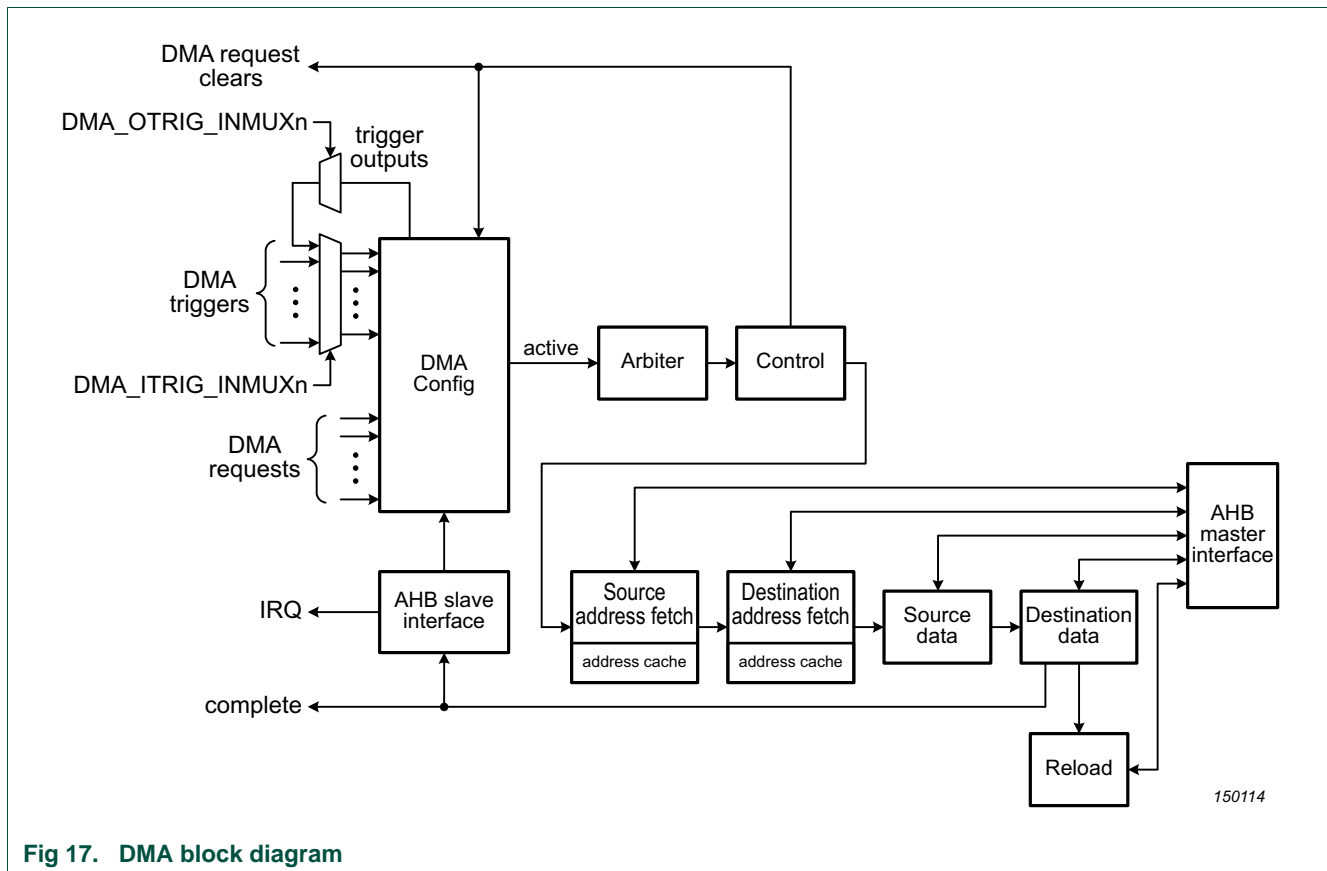 DMA request
clears
DMA_OTRIG_INMUXn
trigger
outputs
DMA
triggers
DMA_ITRIG_INMUXn
DMA
requests
DMA
Config
active
Arbiter
Control
AHB
master
interface
IRQ
AHB slave
interface
Source
address fetch
address cache
Destination
address fetch
address cache
Source
data
Destination
data
complete
Reload
150114
Fig 17. DMA block diagram